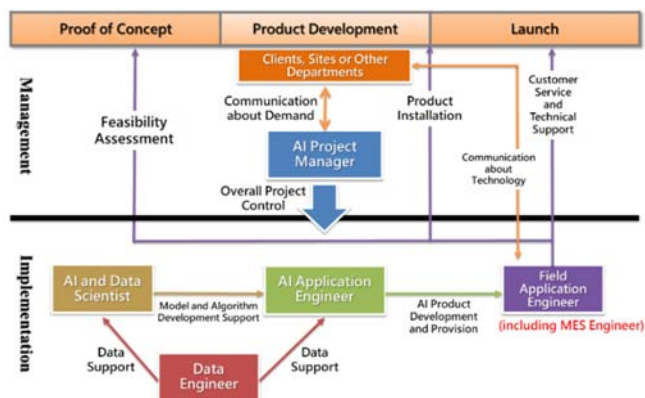 Proof of Concept
Product Development
Launch
Management
Clients, Sites or Other
Departments
Feasibility
Assessment
Communication
about Demand
Product
Installation
Customer
Service
and
Technical
Support
AI Project
Manager
Communication
about
Technology
Overall Project
Control
Implementation
AI and Data
Scientist
Model and Algorithm
Development Support
AI Application
Engineer
AI Product
Development
and Provision
Field
Application
Engineer
(including MES Engineer)
Data
Support
Data
Engineer
Data
Support